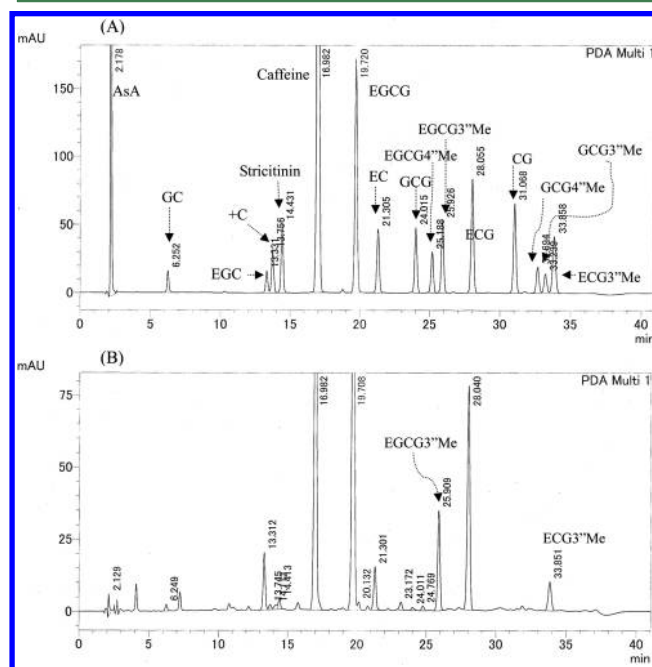 (A)
mAU
PDA Multi 1
2.178
16.982
19.720
Caffeine
AsA
EGCG
150
EGCG3”Me
GCG3”Me
EGCG4”Me
CG
28.055
100
Stricitinin
EC
GCG
31.068
GCG4”Me
GC
+C
14.431
21.305
24.015
25.188
25.926
33.858
50
6.252
13.331
13.756
ECG
33.239
EGC
ECG3”Me
0
0 5 10 15 20 25 30 35 40
min
(B)
mAU
16.982
19.708
28.040
PDA Multi 1
75
EGCG3”Me
50
25.909
ECG3”Me
25
13.312
21.301
33.851
2.129
6.249
13.745
14.413
20.132
23.172
24.011
24.769
0
0 5 10 15 20 25 30 35 40
min